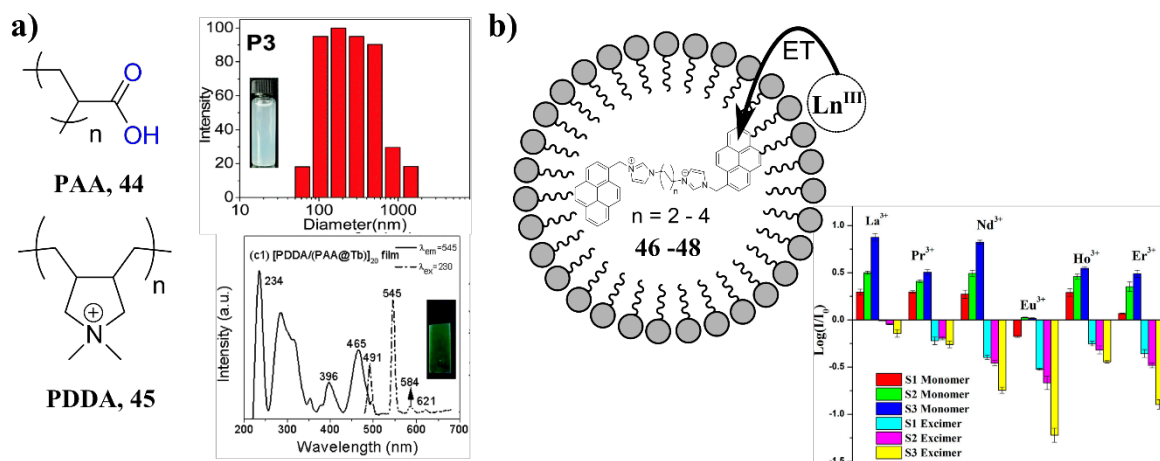 a)
O
OH
n
PAA, 44
n
N
PDDA, 45
P3
Intensity
100
80
60
40
20
0
10 100 1000
Diameter(nm)
(c1) [PDDA/(PAA@Tb)]20 film
λem=545
λex=230
234
396
465
491
545
584
621
Intensity (a.u.)
200 300 400 500 600 700
Wavelength (nm)
b)
ET
LnIII
N N n N N
n = 2 - 4
46 -48
La3+
Pr3+
Nd3+
Eu3+
Ho3+
Er3+
Log(I/I0)
1.0
0.5
0.0
-0.5
-1.0
-1.5
S1 Monomer
S2 Monomer
S3 Monomer
S1 Excimer
S2 Excimer
S3 Excimer